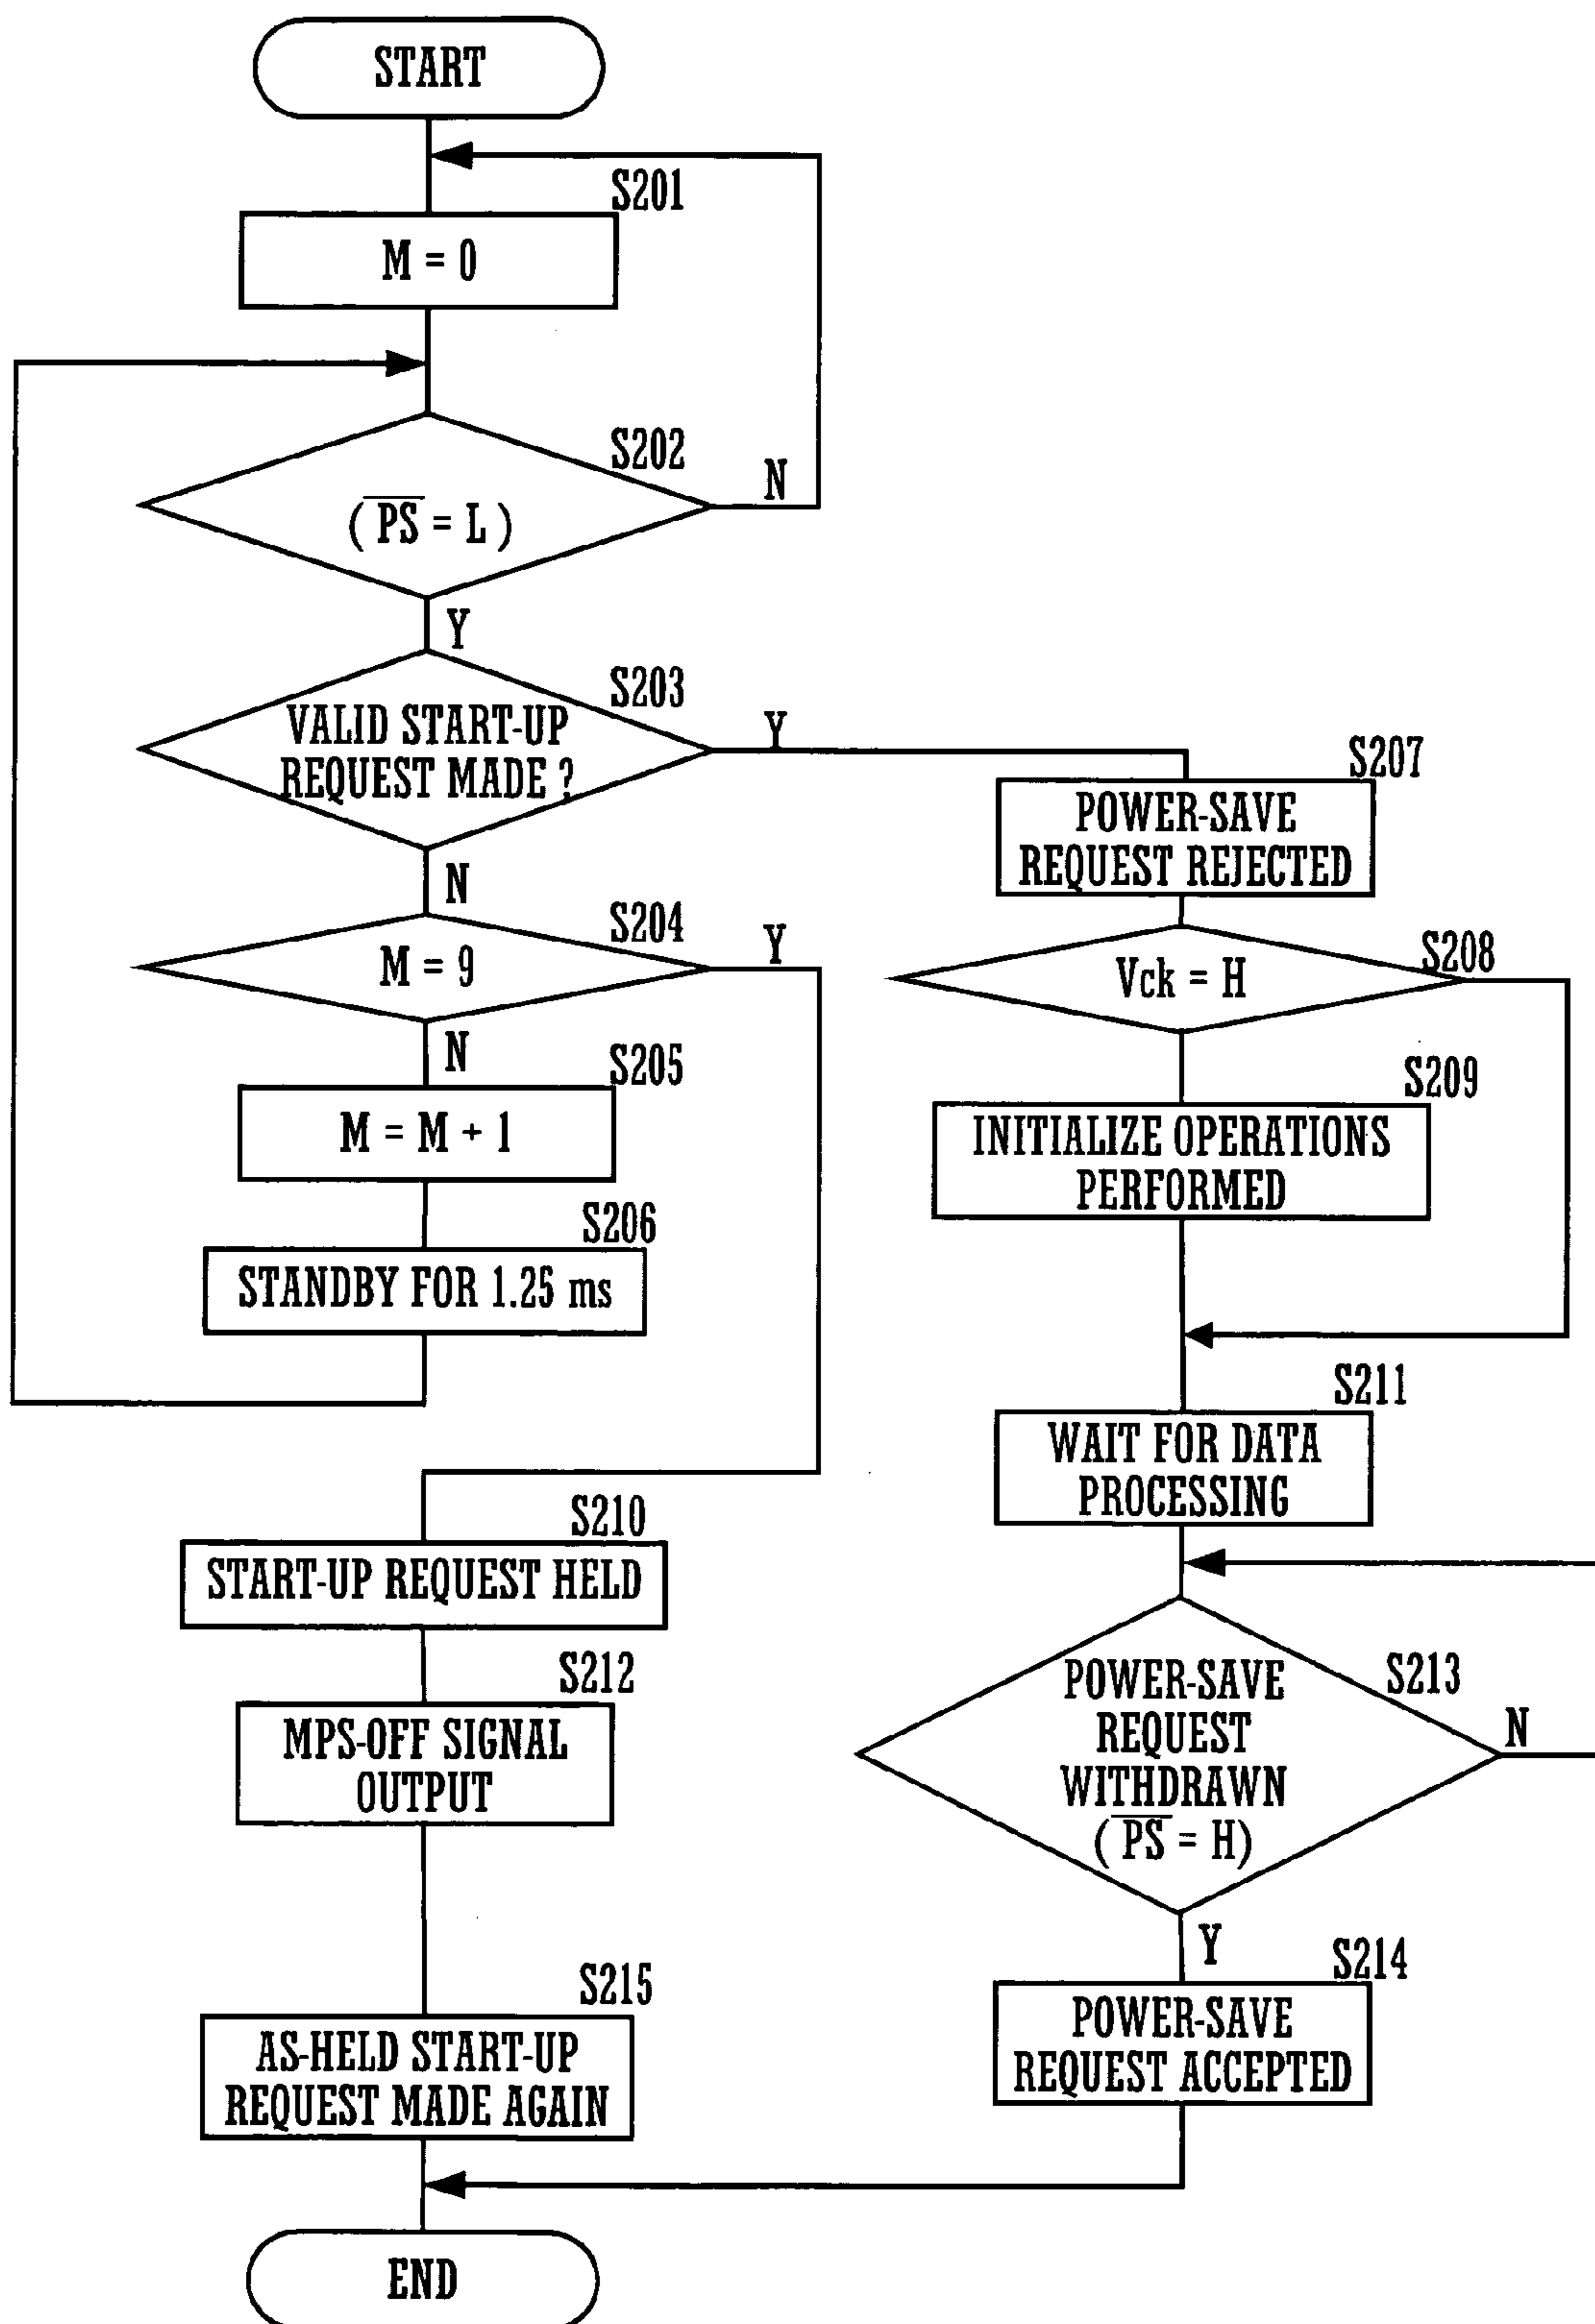 START
S201
M = 0
S202
N
( P̅S̅ = L )
Y
S203
VALID START-UP
REQUEST MADE ?
Y
N
S204
M = 9
Y
N
S205
M = M + 1
S206
STANDBY FOR 1.25 ms
S207
POWER-SAVE
REQUEST REJECTED
S208
Vck = H
S209
INITIALIZE OPERATIONS
PERFORMED
S211
WAIT FOR DATA
PROCESSING
S210
START-UP REQUEST HELD
S212
MPS-OFF SIGNAL
OUTPUT
S213
POWER-SAVE
REQUEST
WITHDRAWN
( P̅S̅ = H)
N
Y
S214
POWER-SAVE
REQUEST ACCEPTED
S215
AS-HELD START-UP
REQUEST MADE AGAIN
END